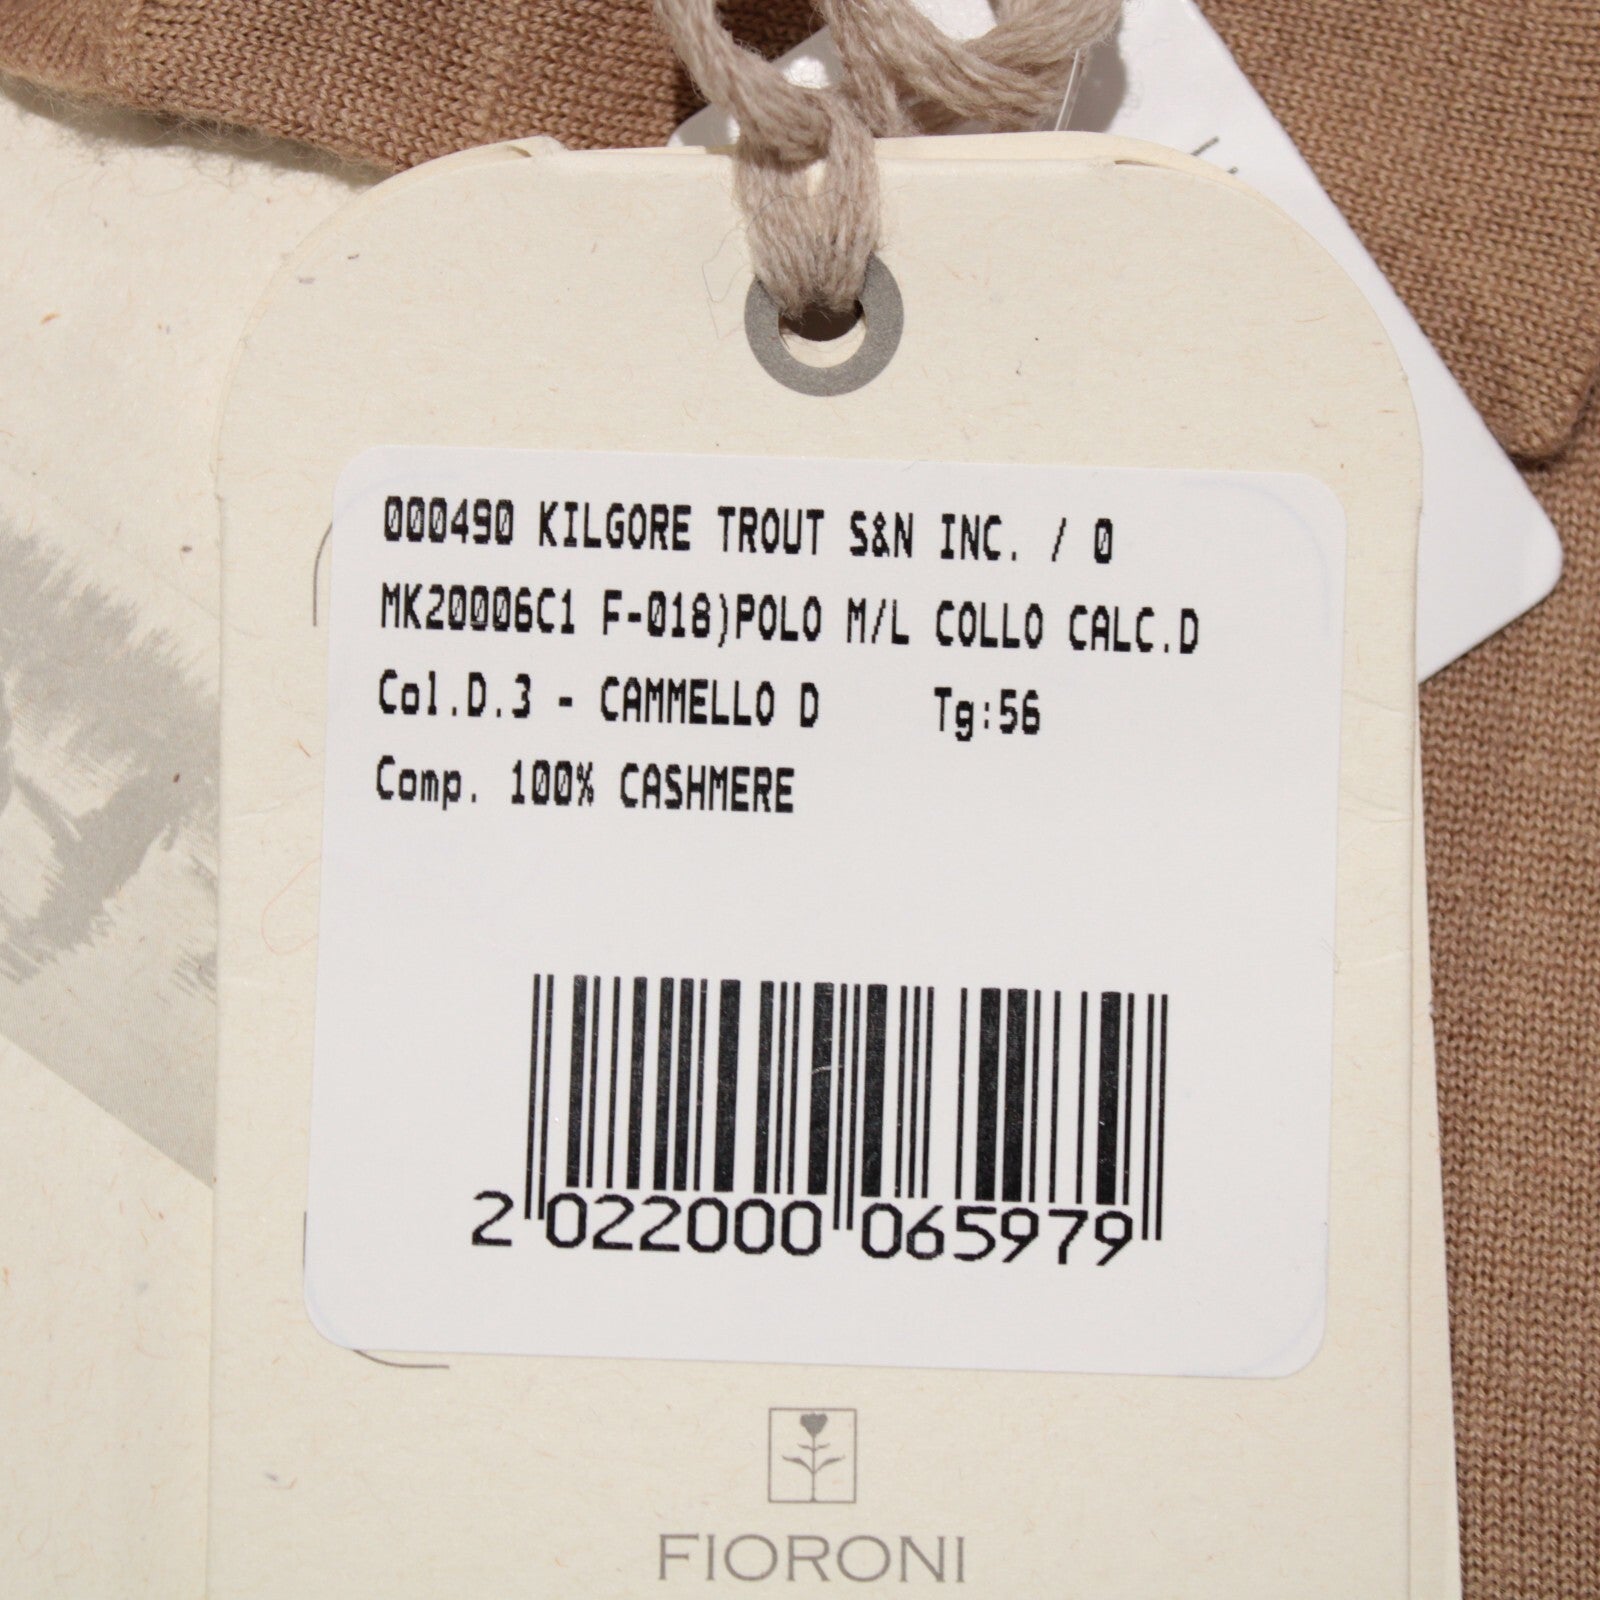 000490 KILGORE TROUT S&N INC. / 0
MK20006C1 F-018)POLO M/L COLLO CALC.D
Col.D.3 - CAMMELLO D Tg:56
Comp. 100% CASHMERE
2 022000 065979
FIORONI